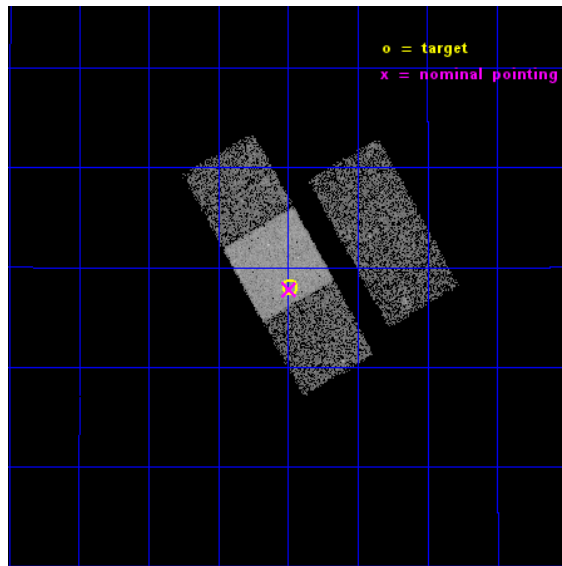 o = target
x = nominal pointing